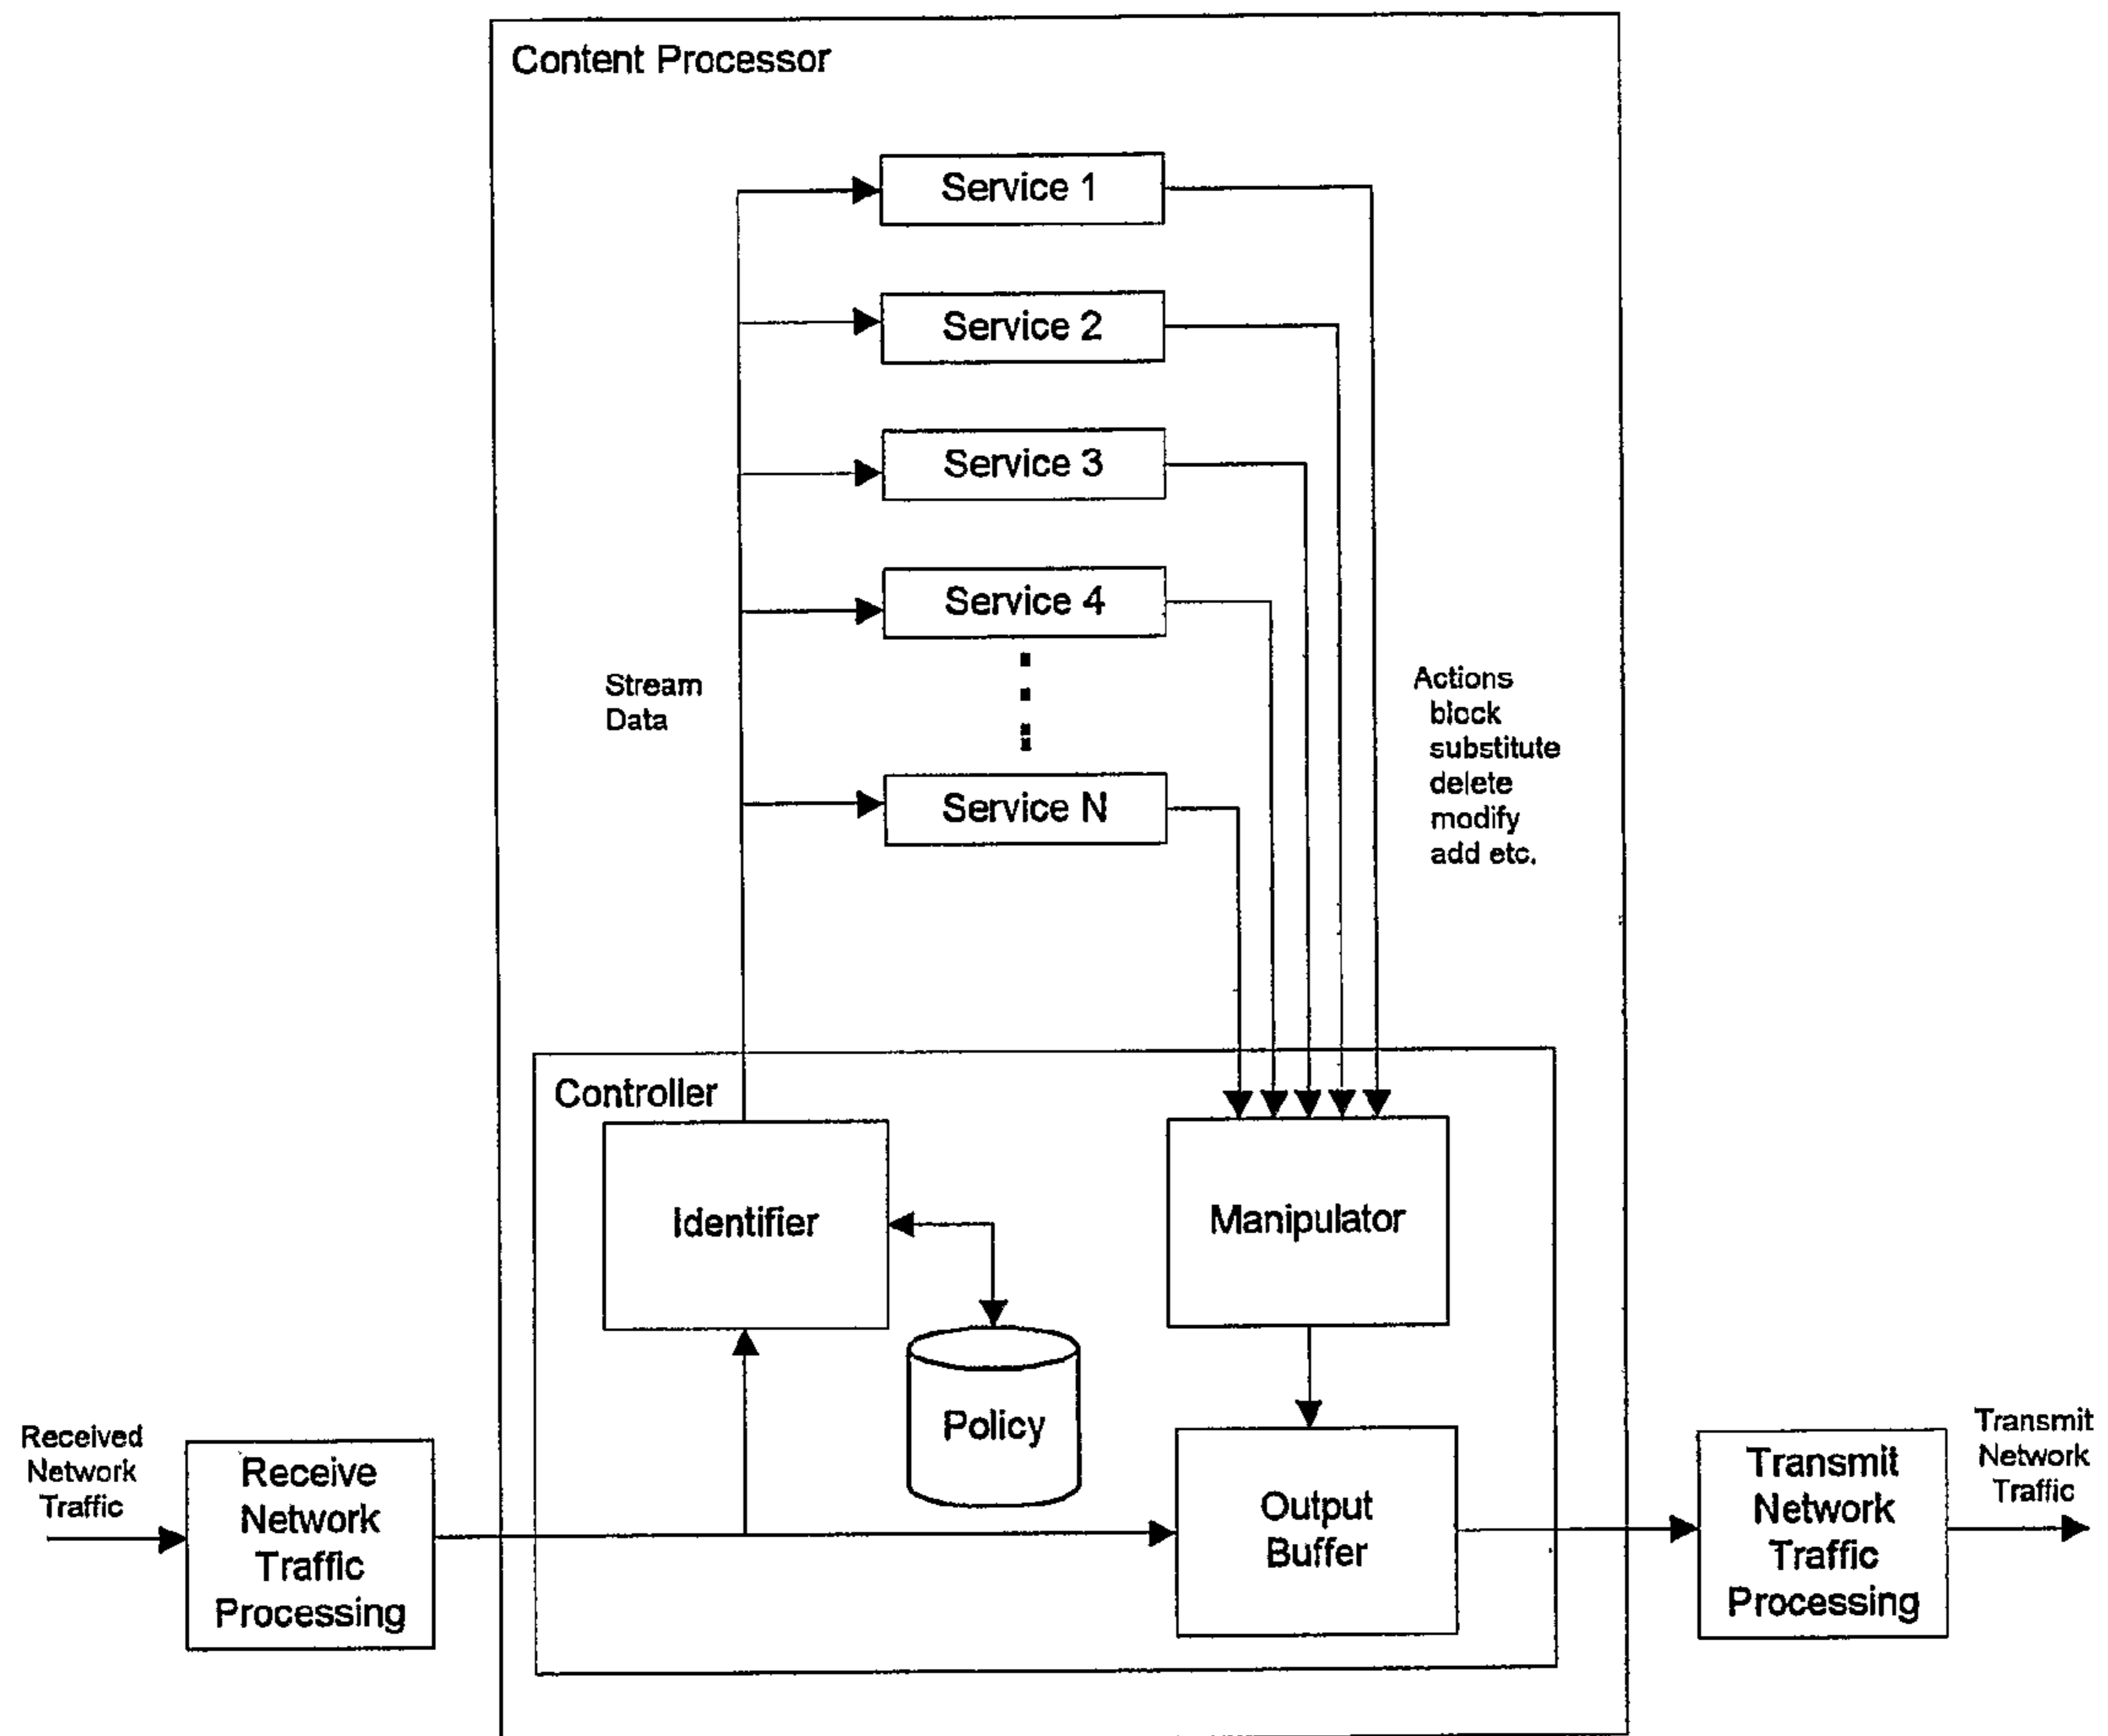 Content Processor
Service 1
Service 2
Service 3
Service 4
Service N
Stream
Data
Actions
block
substitute
delete
modify
add etc.
Controller
Identifier
Manipulator
Policy
Output
Buffer
Received
Network
Traffic
Receive
Network
Traffic
Processing
Transmit
Network
Traffic
Processing
Transmit
Network
Traffic